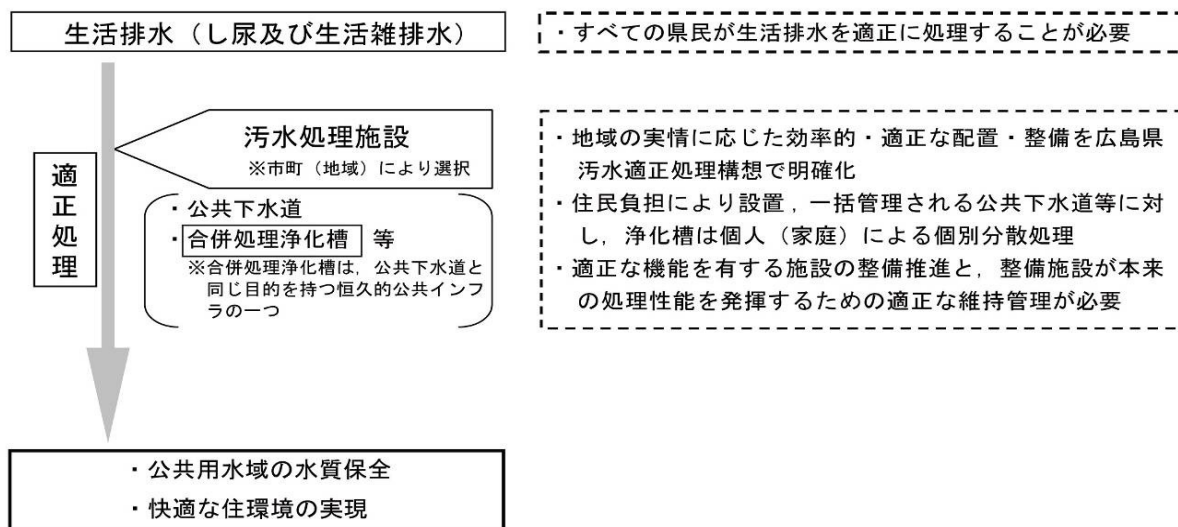 生活排水（し尿及び生活雑排水）
・すべての県民が生活排水を適正に処理することが必要
適正処理
汚水処理施設
※市町（地域）により選択
・公共下水道
・合併処理浄化槽 等
※合併処理浄化槽は，公共下水道と
同じ目的を持つ恒久的公共インフ
ラの一つ
・地域の実情に応じた効率的・適正な配置・整備を広島県
汚水適正処理構想で明確化
・住民負担により設置，一括管理される公共下水道等に対
し，浄化槽は個人（家庭）による個別分散処理
・適正な機能を有する施設の整備推進と，整備施設が本来
の処理性能を発揮するための適正な維持管理が必要
・公共用水域の水質保全
・快適な住環境の実現